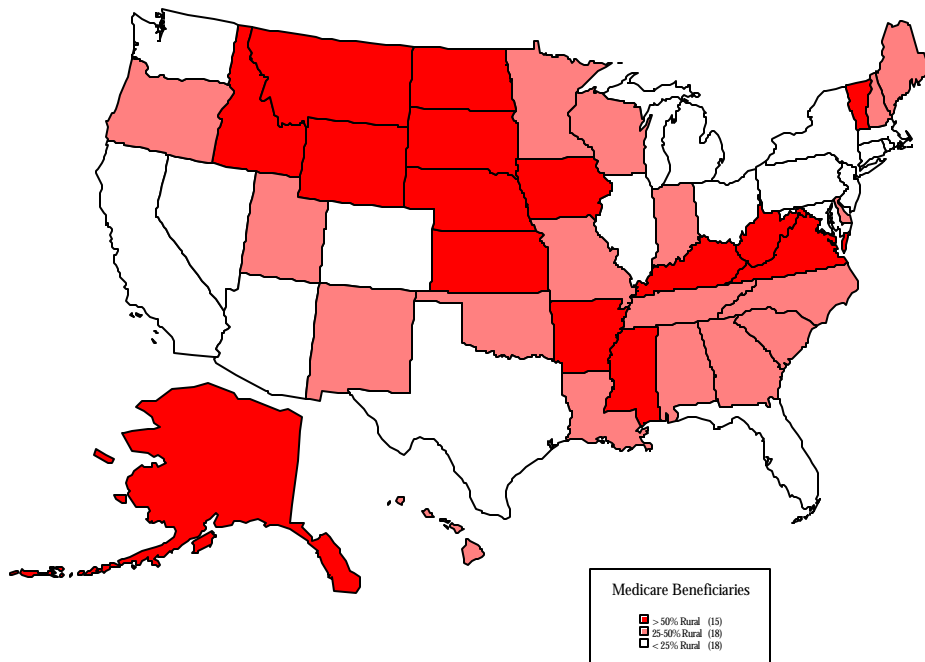 Medicare Beneficiaries
> 50% Rural (15)
25-50% Rural (18)
< 25% Rural (18)